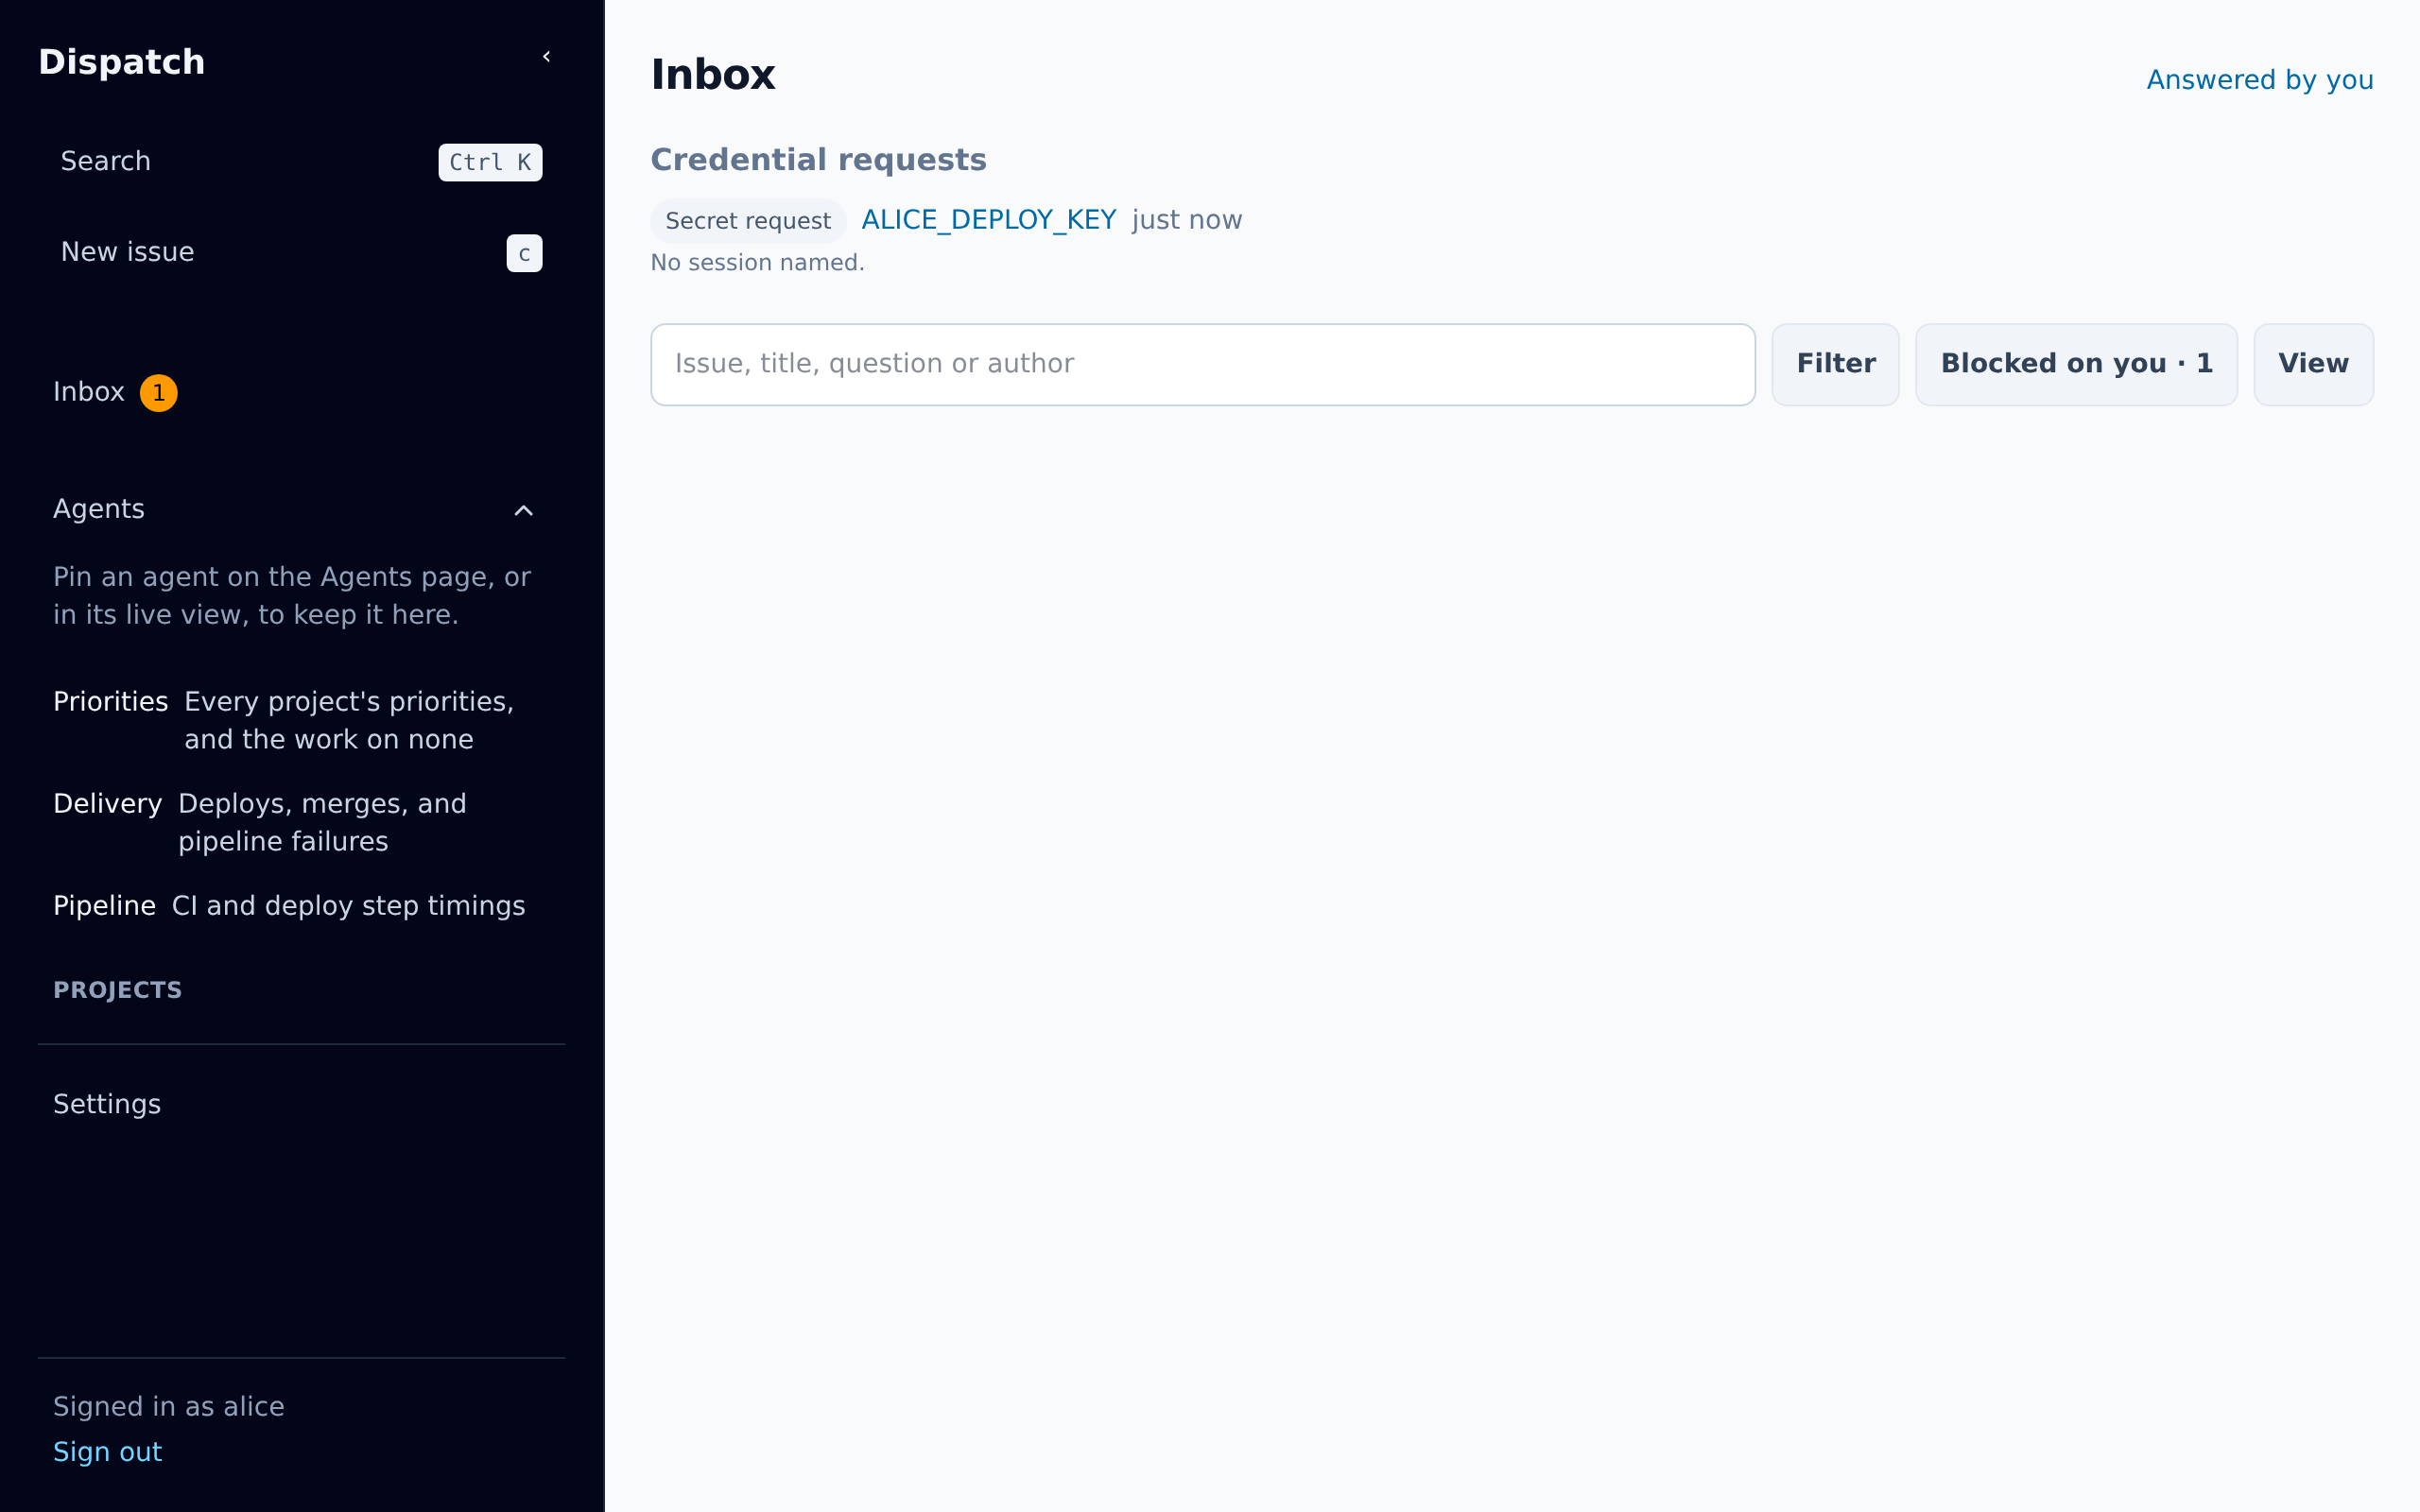 Dispatch
Search
Ctrl K
New issue
c
Inbox 1
Agents
Pin an agent on the Agents page, or
in its live view, to keep it here.
Priorities Every project's priorities,
and the work on none
Delivery Deploys, merges, and
pipeline failures
Pipeline CI and deploy step timings
PROJECTS
Settings
Signed in as alice
Sign out
Inbox
Answered by you
Credential requests
Secret request ALICE_DEPLOY_KEY just now
No session named.
Issue, title, question or author
Filter
Blocked on you · 1
View